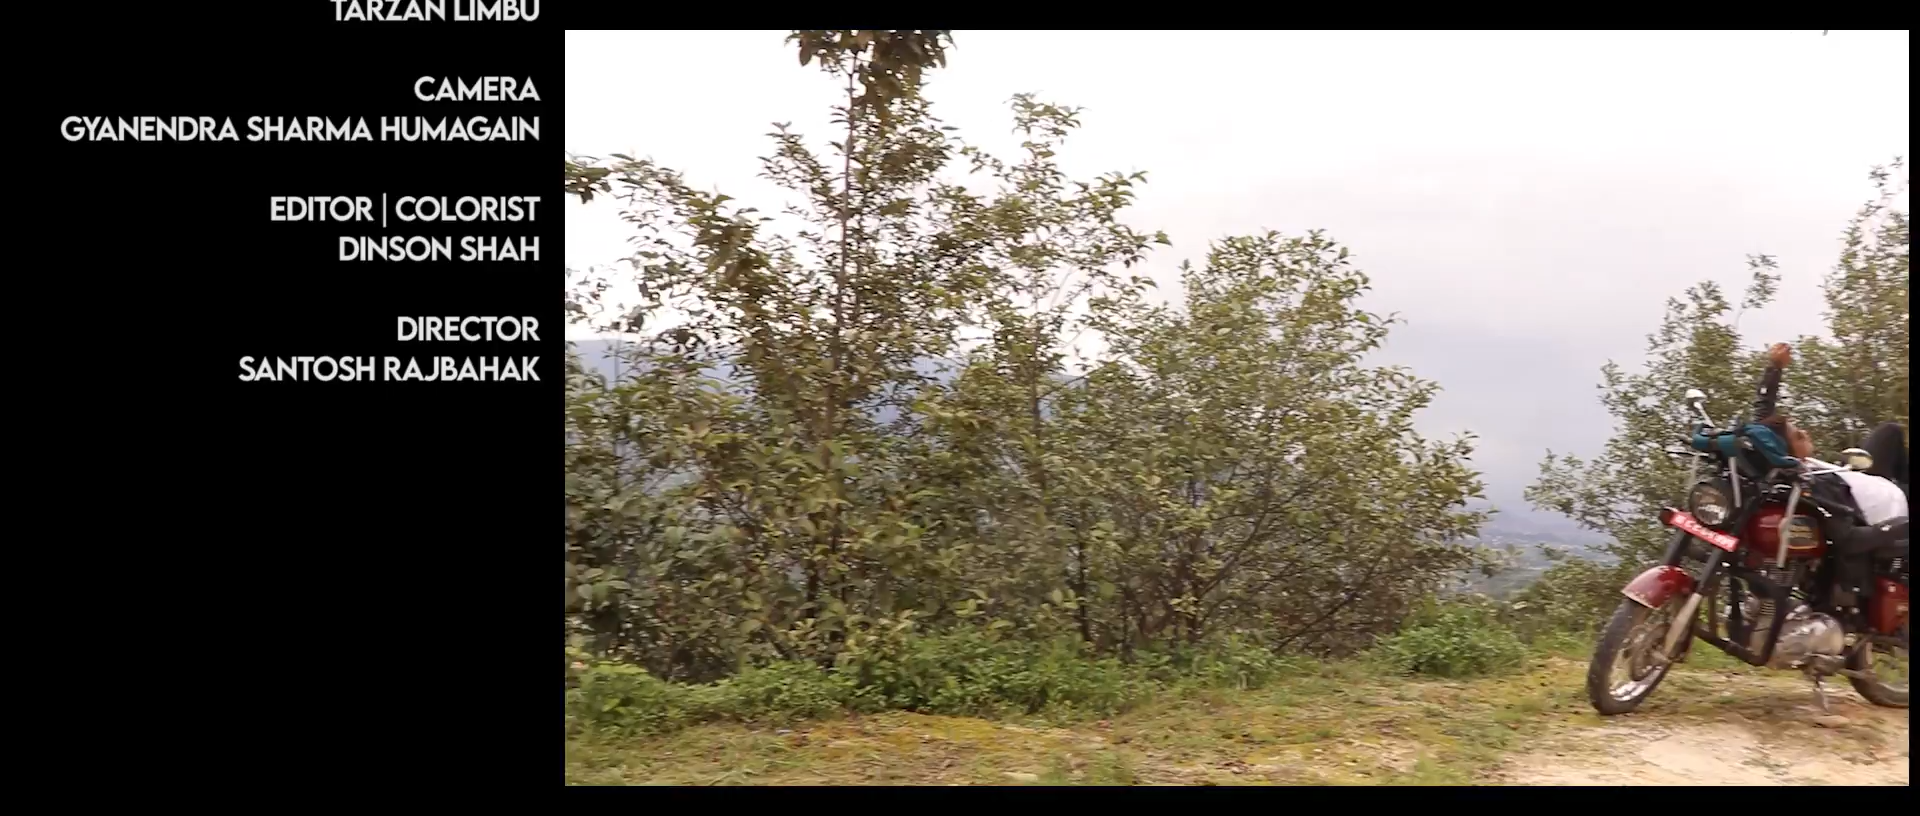 TARZAN LIMBU
CAMERA
GYANENDRA SHARMA HUMAGAIN
EDITOR | COLORIST
DINSON SHAH
DIRECTOR
SANTOSH RAJBAHAK